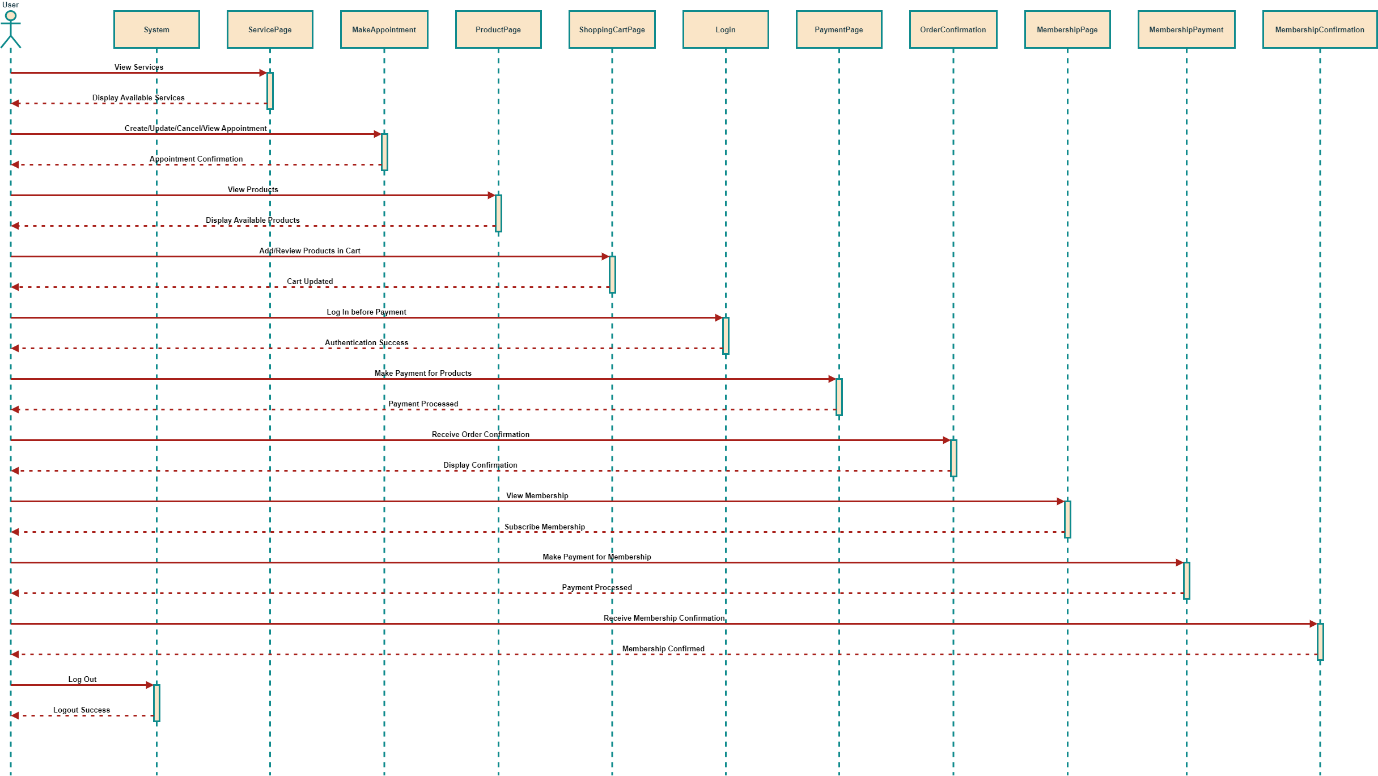 User
System
ServicePage
MakeAppointment
ProductPage
ShoppingCartPage
Login
PaymentPage
OrderConfirmation
MembershipPage
MembershipPayment
MembershipConfirmation
View Services
Display Available Services
Create/Update/Cancel/View Appointment
Appointment Confirmation
View Products
Display Available Products
Add/Review Products in Cart
Cart Updated
Log In before Payment
Authentication Success
Make Payment for Products
Payment Processed
Receive Order Confirmation
Display Confirmation
View Membership
Subscribe Membership
Make Payment for Membership
Payment Processed
Receive Membership Confirmation
Membership Confirmed
Log Out
Logout Success